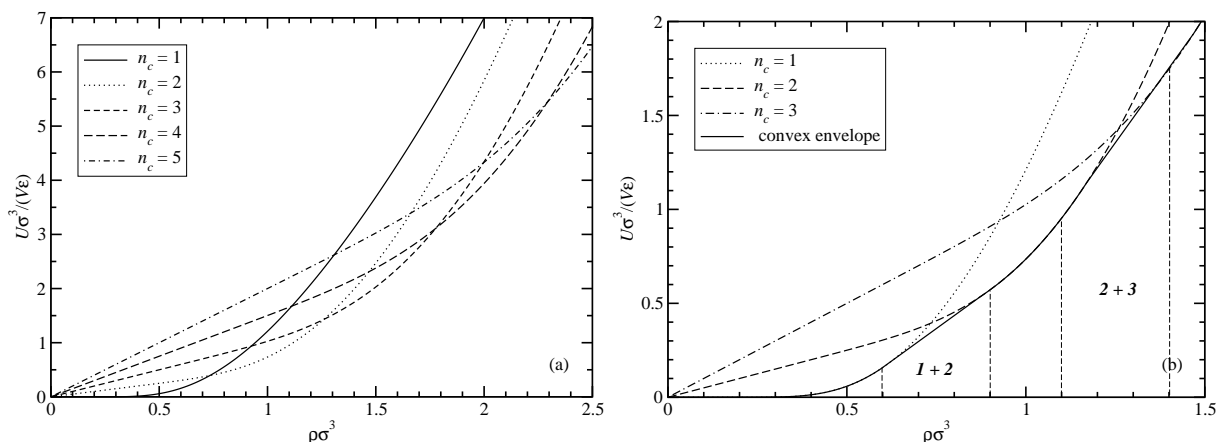 7
6
5
4
3
2
1
0
Uσ³/(Vε)
n_c = 1
n_c = 2
n_c = 3
n_c = 4
n_c = 5
(a)
0 0.5 1 1.5 2 2.5
ρσ³
2
1.5
1
0.5
0
Uσ³/(Vε)
n_c = 1
n_c = 2
n_c = 3
convex envelope
2 + 3
1 + 2
(b)
0 0.5 1 1.5
ρσ³